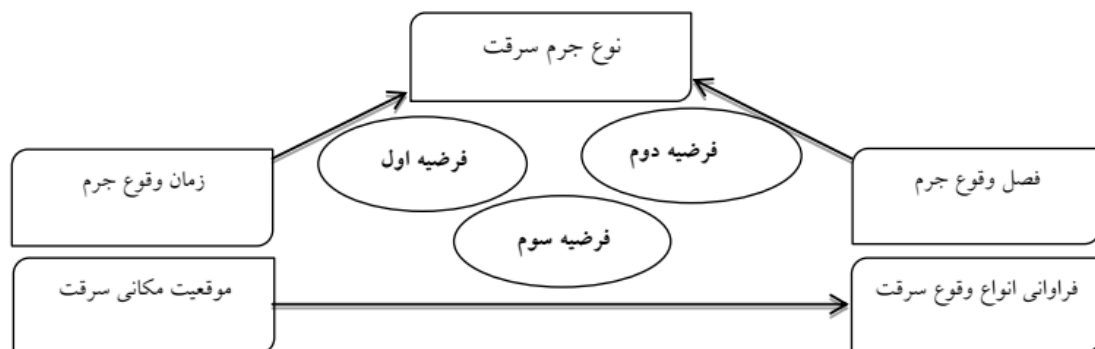 نوع جرم سرقت
فرضیه دوم
فرضیه اول
فصل وقوع جرم
زمان وقوع جرم
فرضیه سوم
فراوانی انواع وقوع سرقت
موقعیت مکانی سرقت